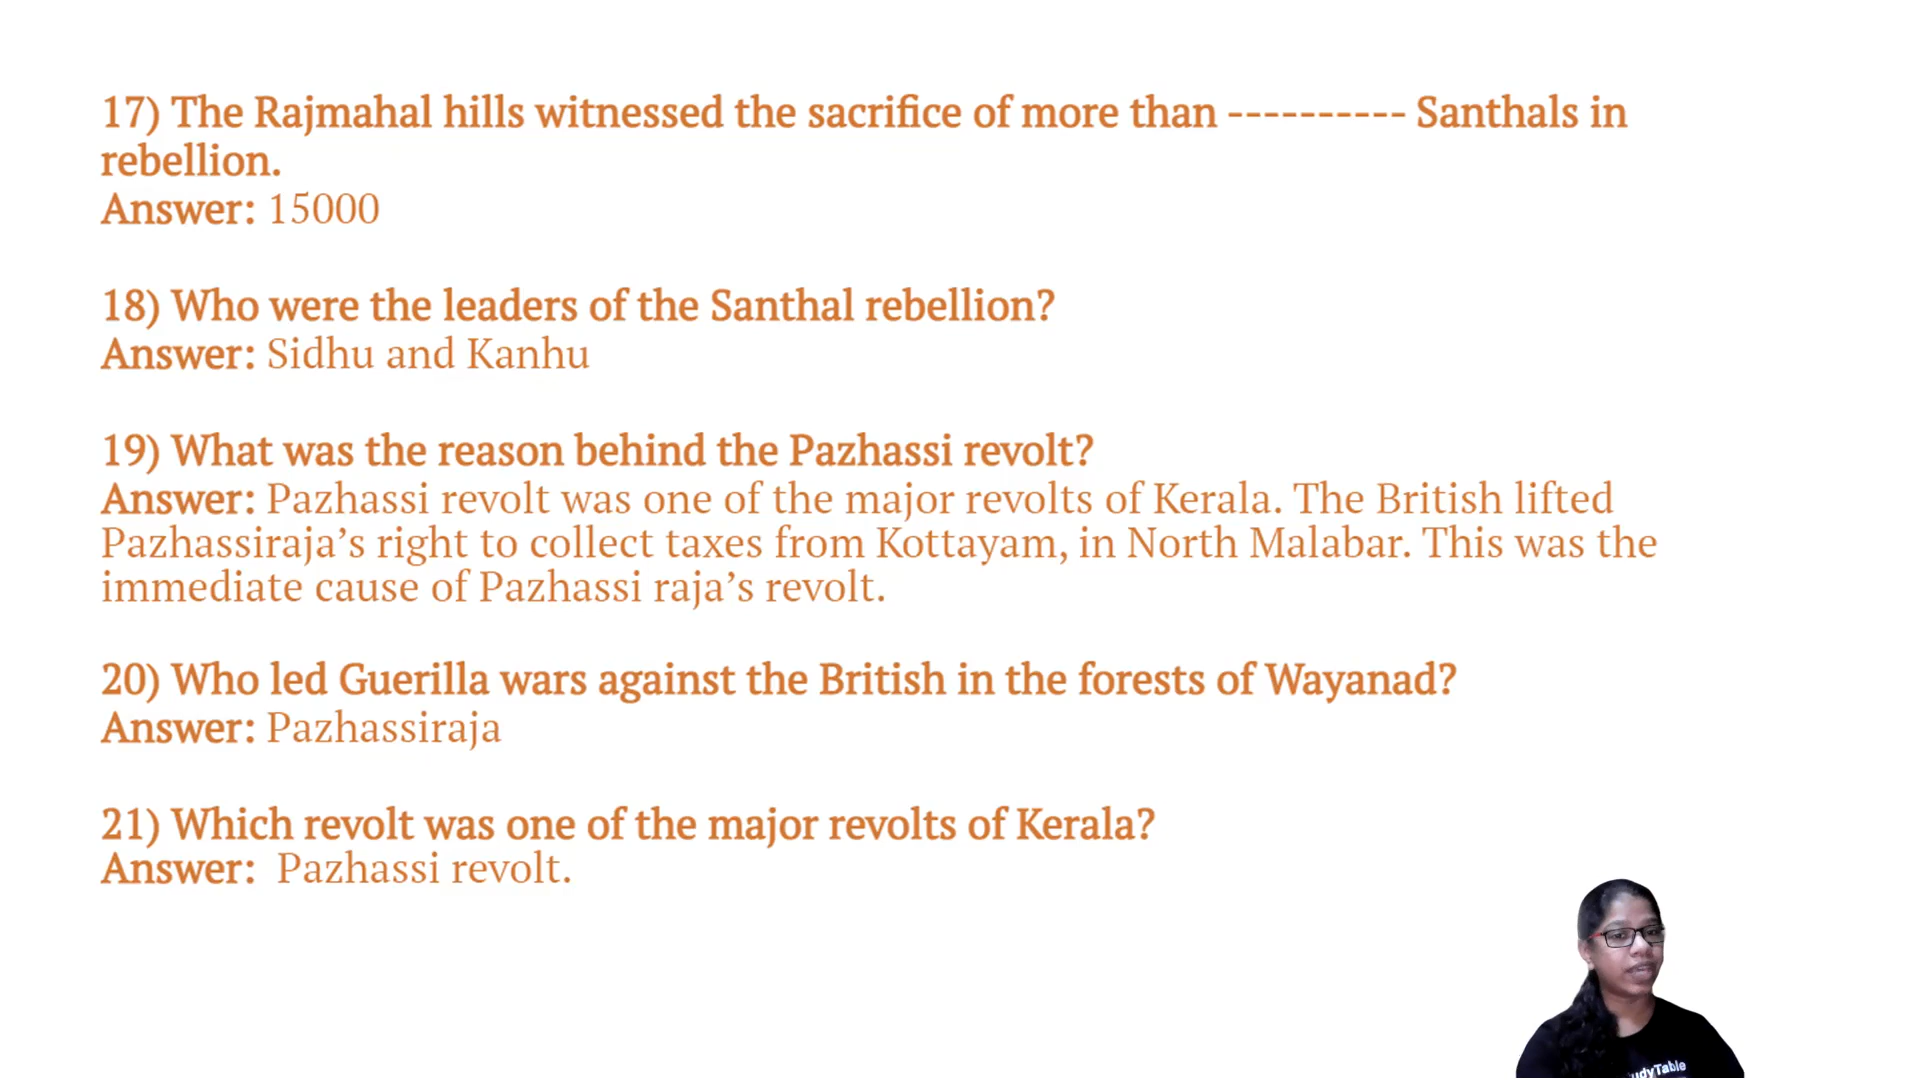 17) The Rajmahal hills witnessed the sacrifice of more than ---------- Santhals in
rebellion.
Answer: 15000
18) Who were the leaders of the Santhal rebellion?
Answer: Sidhu and Kanhu
19) What was the reason behind the Pazhassi revolt?
Answer: Pazhassi revolt was one of the major revolts of Kerala. The British lifted
Pazhassiraja’s right to collect taxes from Kottayam, in North Malabar. This was the
immediate cause of Pazhassi raja’s revolt.
20) Who led Guerilla wars against the British in the forests of Wayanad?
Answer: Pazhassiraja
21) Which revolt was one of the major revolts of Kerala?
Answer: Pazhassi revolt.
udyTable